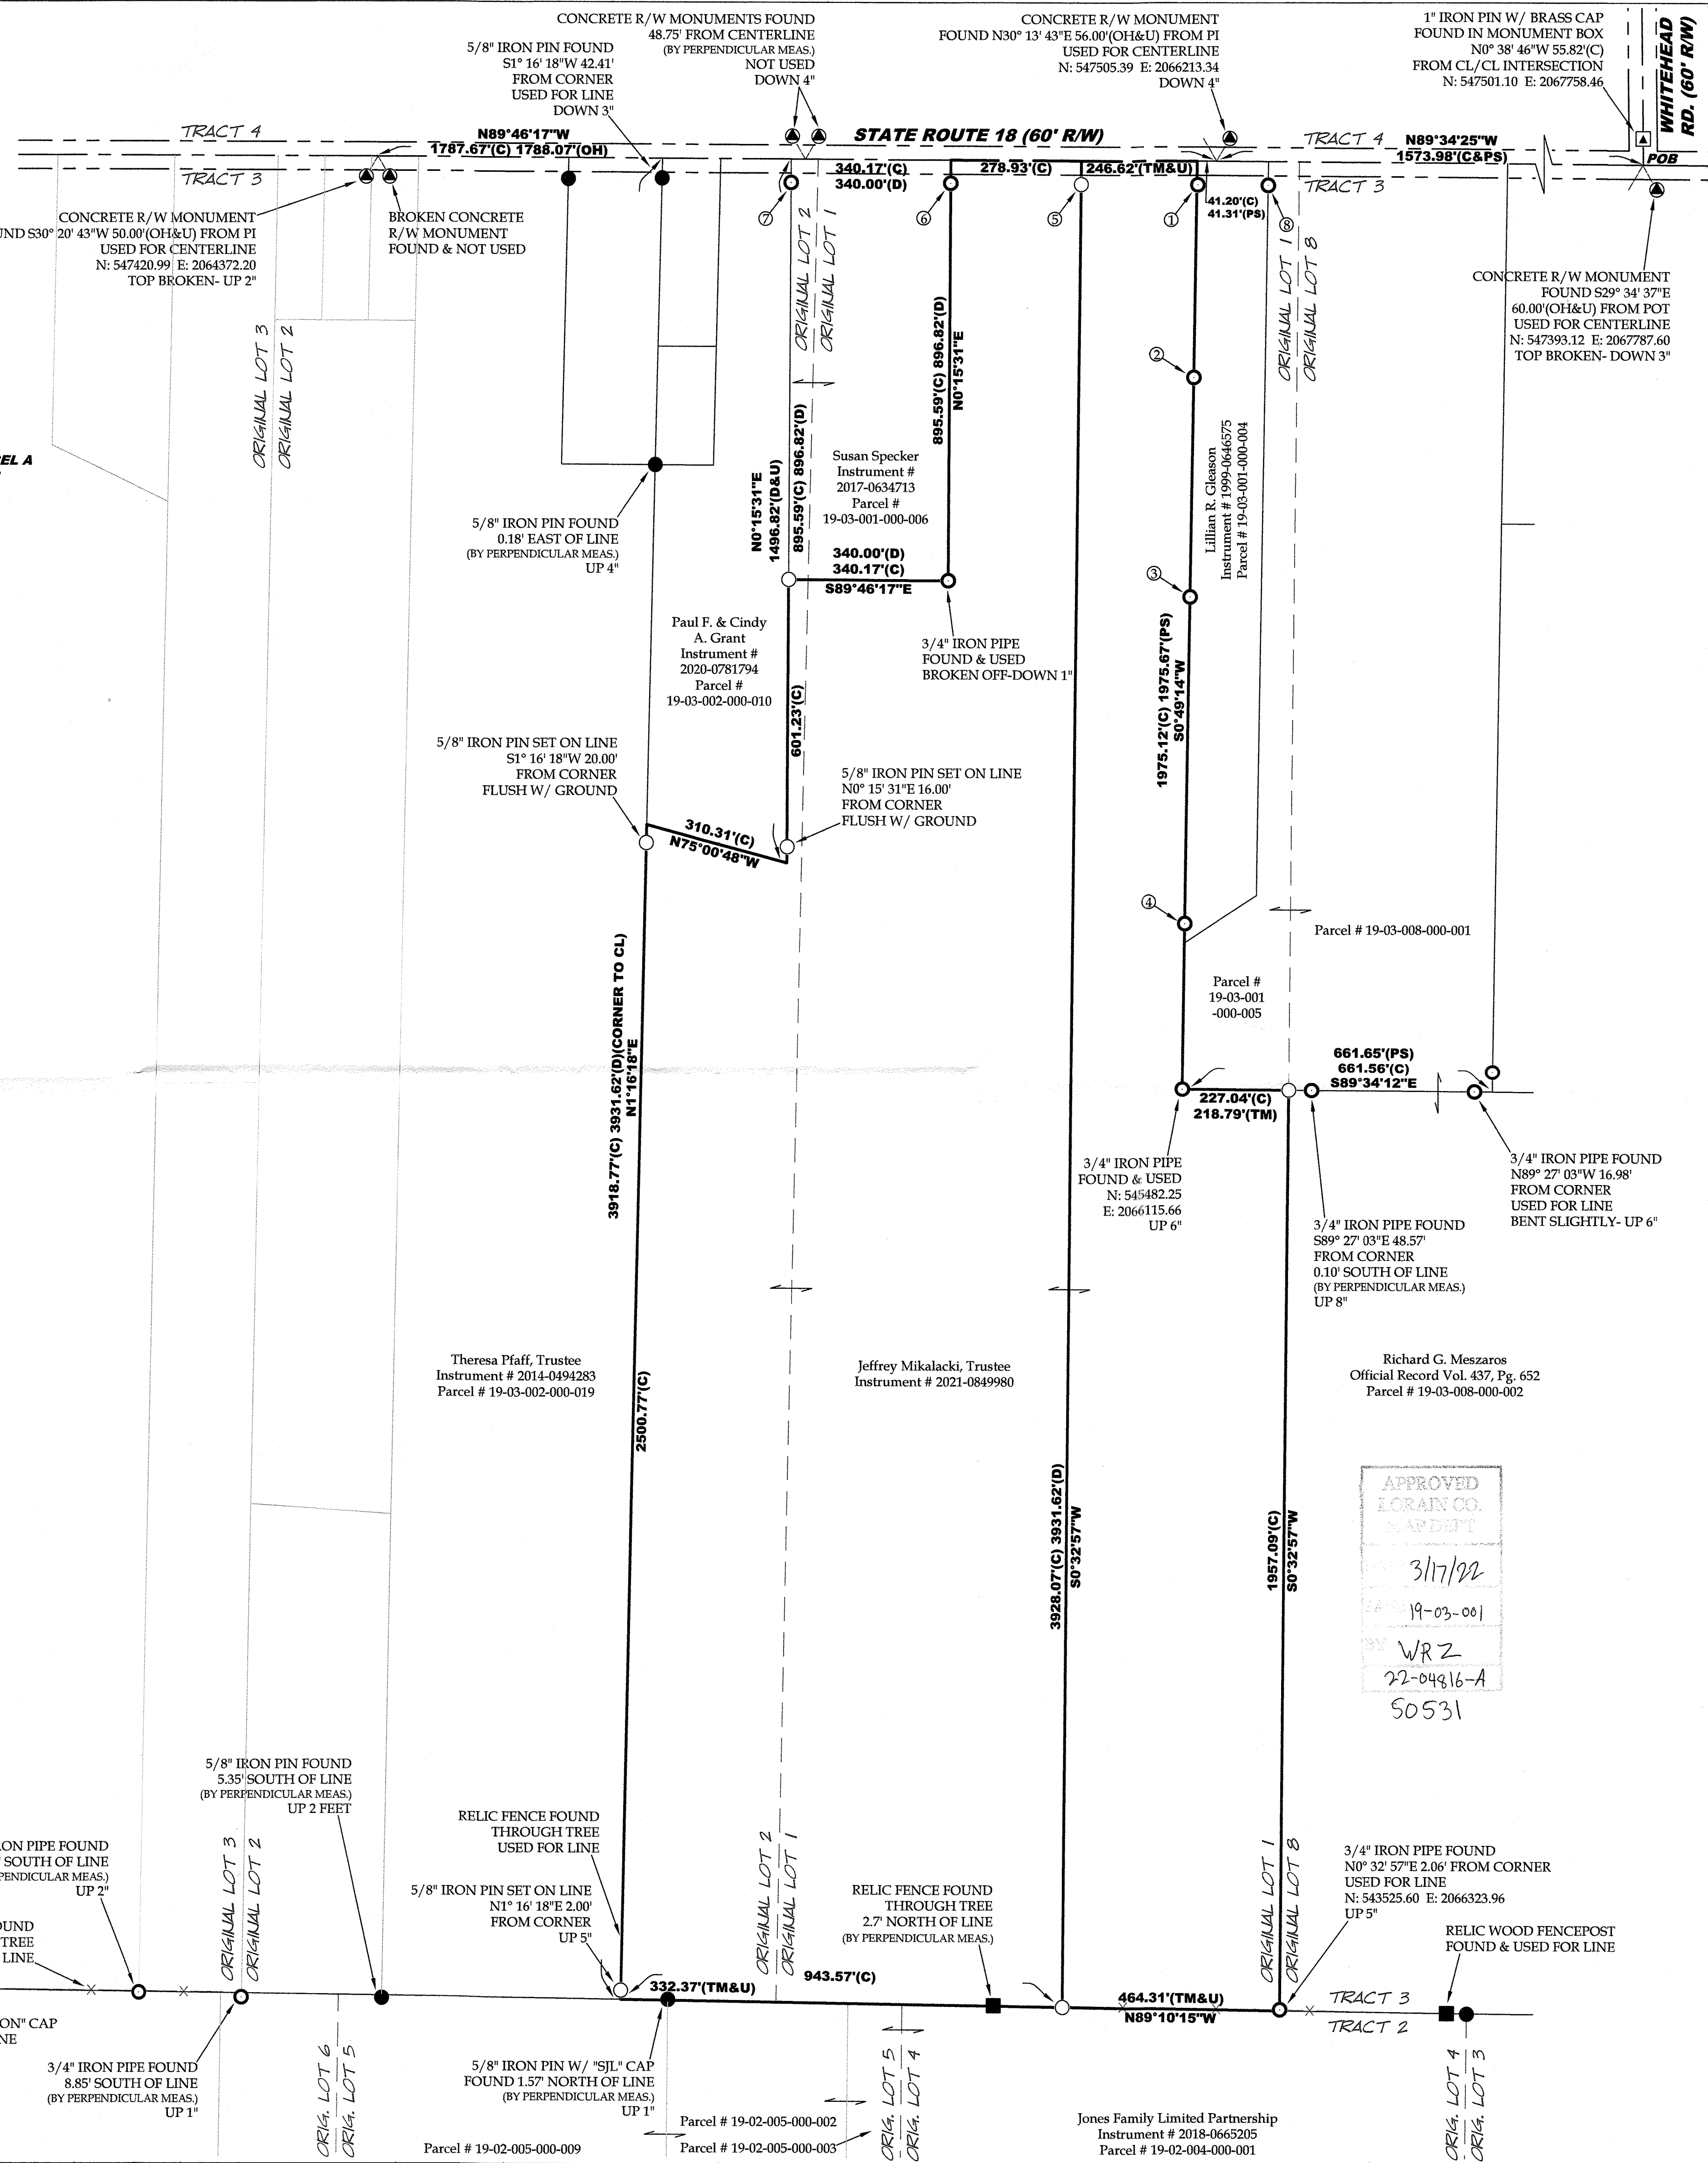 CONCRETE R/W MONUMENTS FOUND
48.75' FROM CENTERLINE
(BY PERPENDICULAR MEAS.)
NOT USED
DOWN 4"
5/8" IRON PIN FOUND
S1° 16' 18"W 42.41'
FROM CORNER
USED FOR LINE
DOWN 3"
CONCRETE R/W MONUMENT
FOUND N30° 13' 43"E 56.00'(OH&U) FROM PI
USED FOR CENTERLINE
N: 547505.39 E: 2066213.34
DOWN 4"
1" IRON PIN W/ BRASS CAP
FOUND IN MONUMENT BOX
N0° 38' 46"W 55.82'(C)
FROM CL/CL INTERSECTION
N: 547501.10 E: 2067758.46
WHITEHEAD
RD. (60' R/W)
TRACT 4
N89°46'17"W
1787.67'(C) 1788.07'(OH)
TRACT 3
STATE ROUTE 18 (60' R/W)
TRACT 4
N89°34'25"W
1573.98'(C&PS)
POB
TRACT 3
340.17'(C)
340.00'(D)
278.93'(C)
246.62'(TM&U)
41.20'(C)
41.31'(PS)
7
6
5
1
8
CONCRETE R/W MONUMENT
ND S30° 20' 43"W 50.00'(OH&U) FROM PI
USED FOR CENTERLINE
N: 547420.99 E: 2064372.20
TOP BROKEN- UP 2"
BROKEN CONCRETE
R/W MONUMENT
FOUND & NOT USED
CONCRETE R/W MONUMENT
FOUND S29° 34' 37"E
60.00'(OH&U) FROM POT
USED FOR CENTERLINE
N: 547393.12 E: 2067787.60
TOP BROKEN- DOWN 3"
ORIGINAL LOT 3
ORIGINAL LOT 2
ORIGINAL LOT 2
ORIGINAL LOT 1
ORIGINAL LOT 1
ORIGINAL LOT 8
2
EL A
895.59'(C) 896.82'(D)
N0°15'31"E
N0°15'31"E
1496.82'(D&U)
895.59'(C) 896.82'(D)
Susan Specker
Instrument #
2017-0634713
Parcel #
19-03-001-000-006
Lillian R. Gleason
Instrument # 1999-0646575
Parcel # 19-03-001-000-004
5/8" IRON PIN FOUND
0.18' EAST OF LINE
(BY PERPENDICULAR MEAS.)
UP 4"
340.00'(D)
340.17'(C)
S89°46'17"E
3
Paul F. & Cindy
A. Grant
Instrument #
2020-0781794
Parcel #
19-03-002-000-010
3/4" IRON PIPE
FOUND & USED
BROKEN OFF-DOWN 1"
1975.12'(C) 1975.67'(PS)
S0°49'14"W
601.23'(C)
5/8" IRON PIN SET ON LINE
S1° 16' 18"W 20.00'
FROM CORNER
FLUSH W/ GROUND
5/8" IRON PIN SET ON LINE
N0° 15' 31"E 16.00'
FROM CORNER
FLUSH W/ GROUND
310.31'(C)
N75°00'48"W
4
Parcel # 19-03-008-000-001
Parcel #
19-03-001
-000-005
3918.77'(C) 3931.62'(D)(CORNER TO CL)
N1°16'18"E
661.65'(PS)
661.56'(C)
S89°34'12"E
227.04'(C)
218.79'(TM)
3/4" IRON PIPE
FOUND & USED
N: 545482.25
E: 2066115.66
UP 6"
3/4" IRON PIPE FOUND
N89° 27' 03"W 16.98'
FROM CORNER
USED FOR LINE
BENT SLIGHTLY- UP 6"
3/4" IRON PIPE FOUND
S89° 27' 03"E 48.57'
FROM CORNER
0.10' SOUTH OF LINE
(BY PERPENDICULAR MEAS.)
UP 8"
Theresa Pfaff, Trustee
Instrument # 2014-0494283
Parcel # 19-03-002-000-019
2500.77'(C)
Jeffrey Mikalacki, Trustee
Instrument # 2021-0849980
Richard G. Meszaros
Official Record Vol. 437, Pg. 652
Parcel # 19-03-008-000-002
3928.07'(C) 3931.62'(D)
S0°32'57"W
1957.09'(C)
S0°32'57"W
APPROVED
LORAIN CO.
MAP DEPT
3/17/22
19-03-001
BY WRZ
22-04816-A
50531
5/8" IRON PIN FOUND
5.35' SOUTH OF LINE
(BY PERPENDICULAR MEAS.)
UP 2 FEET
RELIC FENCE FOUND
THROUGH TREE
USED FOR LINE
5/8" IRON PIN SET ON LINE
N1° 16' 18"E 2.00'
FROM CORNER
UP 5"
RON PIPE FOUND
SOUTH OF LINE
PENDICULAR MEAS.)
UP 2"
OUND
TREE
LINE
ORIGINAL LOT 3
ORIGINAL LOT 2
ORIGINAL LOT 2
ORIGINAL LOT 1
RELIC FENCE FOUND
THROUGH TREE
2.7' NORTH OF LINE
(BY PERPENDICULAR MEAS.)
ORIGINAL LOT 1
ORIGINAL LOT 8
3/4" IRON PIPE FOUND
N0° 32' 57"E 2.06' FROM CORNER
USED FOR LINE
N: 543525.60 E: 2066323.96
UP 5"
RELIC WOOD FENCEPOST
FOUND & USED FOR LINE
332.37'(TM&U)
943.57'(C)
464.31'(TM&U)
N89°10'15"W
TRACT 3
TRACT 2
ON" CAP
NE
3/4" IRON PIPE FOUND
8.85' SOUTH OF LINE
(BY PERPENDICULAR MEAS.)
UP 1"
ORIG. LOT 6
ORIG. LOT 5
5/8" IRON PIN W/ "SJL" CAP
FOUND 1.57' NORTH OF LINE
(BY PERPENDICULAR MEAS.)
UP 1"
ORIG. LOT 5
ORIG. LOT 4
ORIG. LOT 4
ORIG. LOT 3
Parcel # 19-02-005-000-009
Parcel # 19-02-005-000-002
Parcel # 19-02-005-000-003
Jones Family Limited Partnership
Instrument # 2018-0665205
Parcel # 19-02-004-000-001